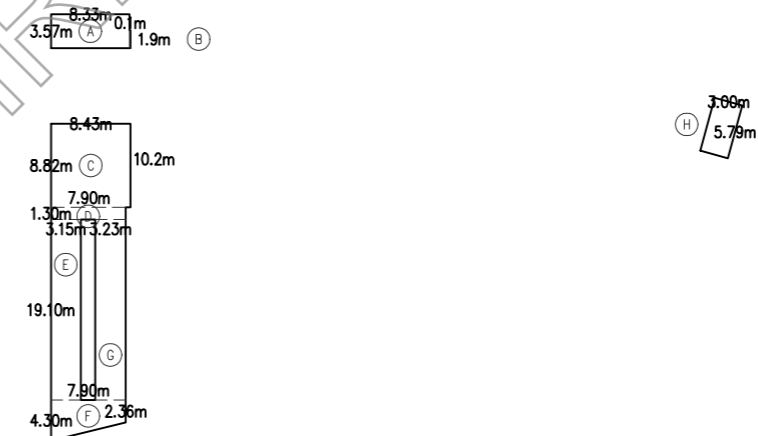 8.33m
0.1m
3.57m A
1.9m B
3.00m
H 5.79m
8.43m
8.82m C 10.2m
7.90m
1.30m D
3.15m 3.23m
E
19.10m
G
7.90m
4.30m F 2.36m